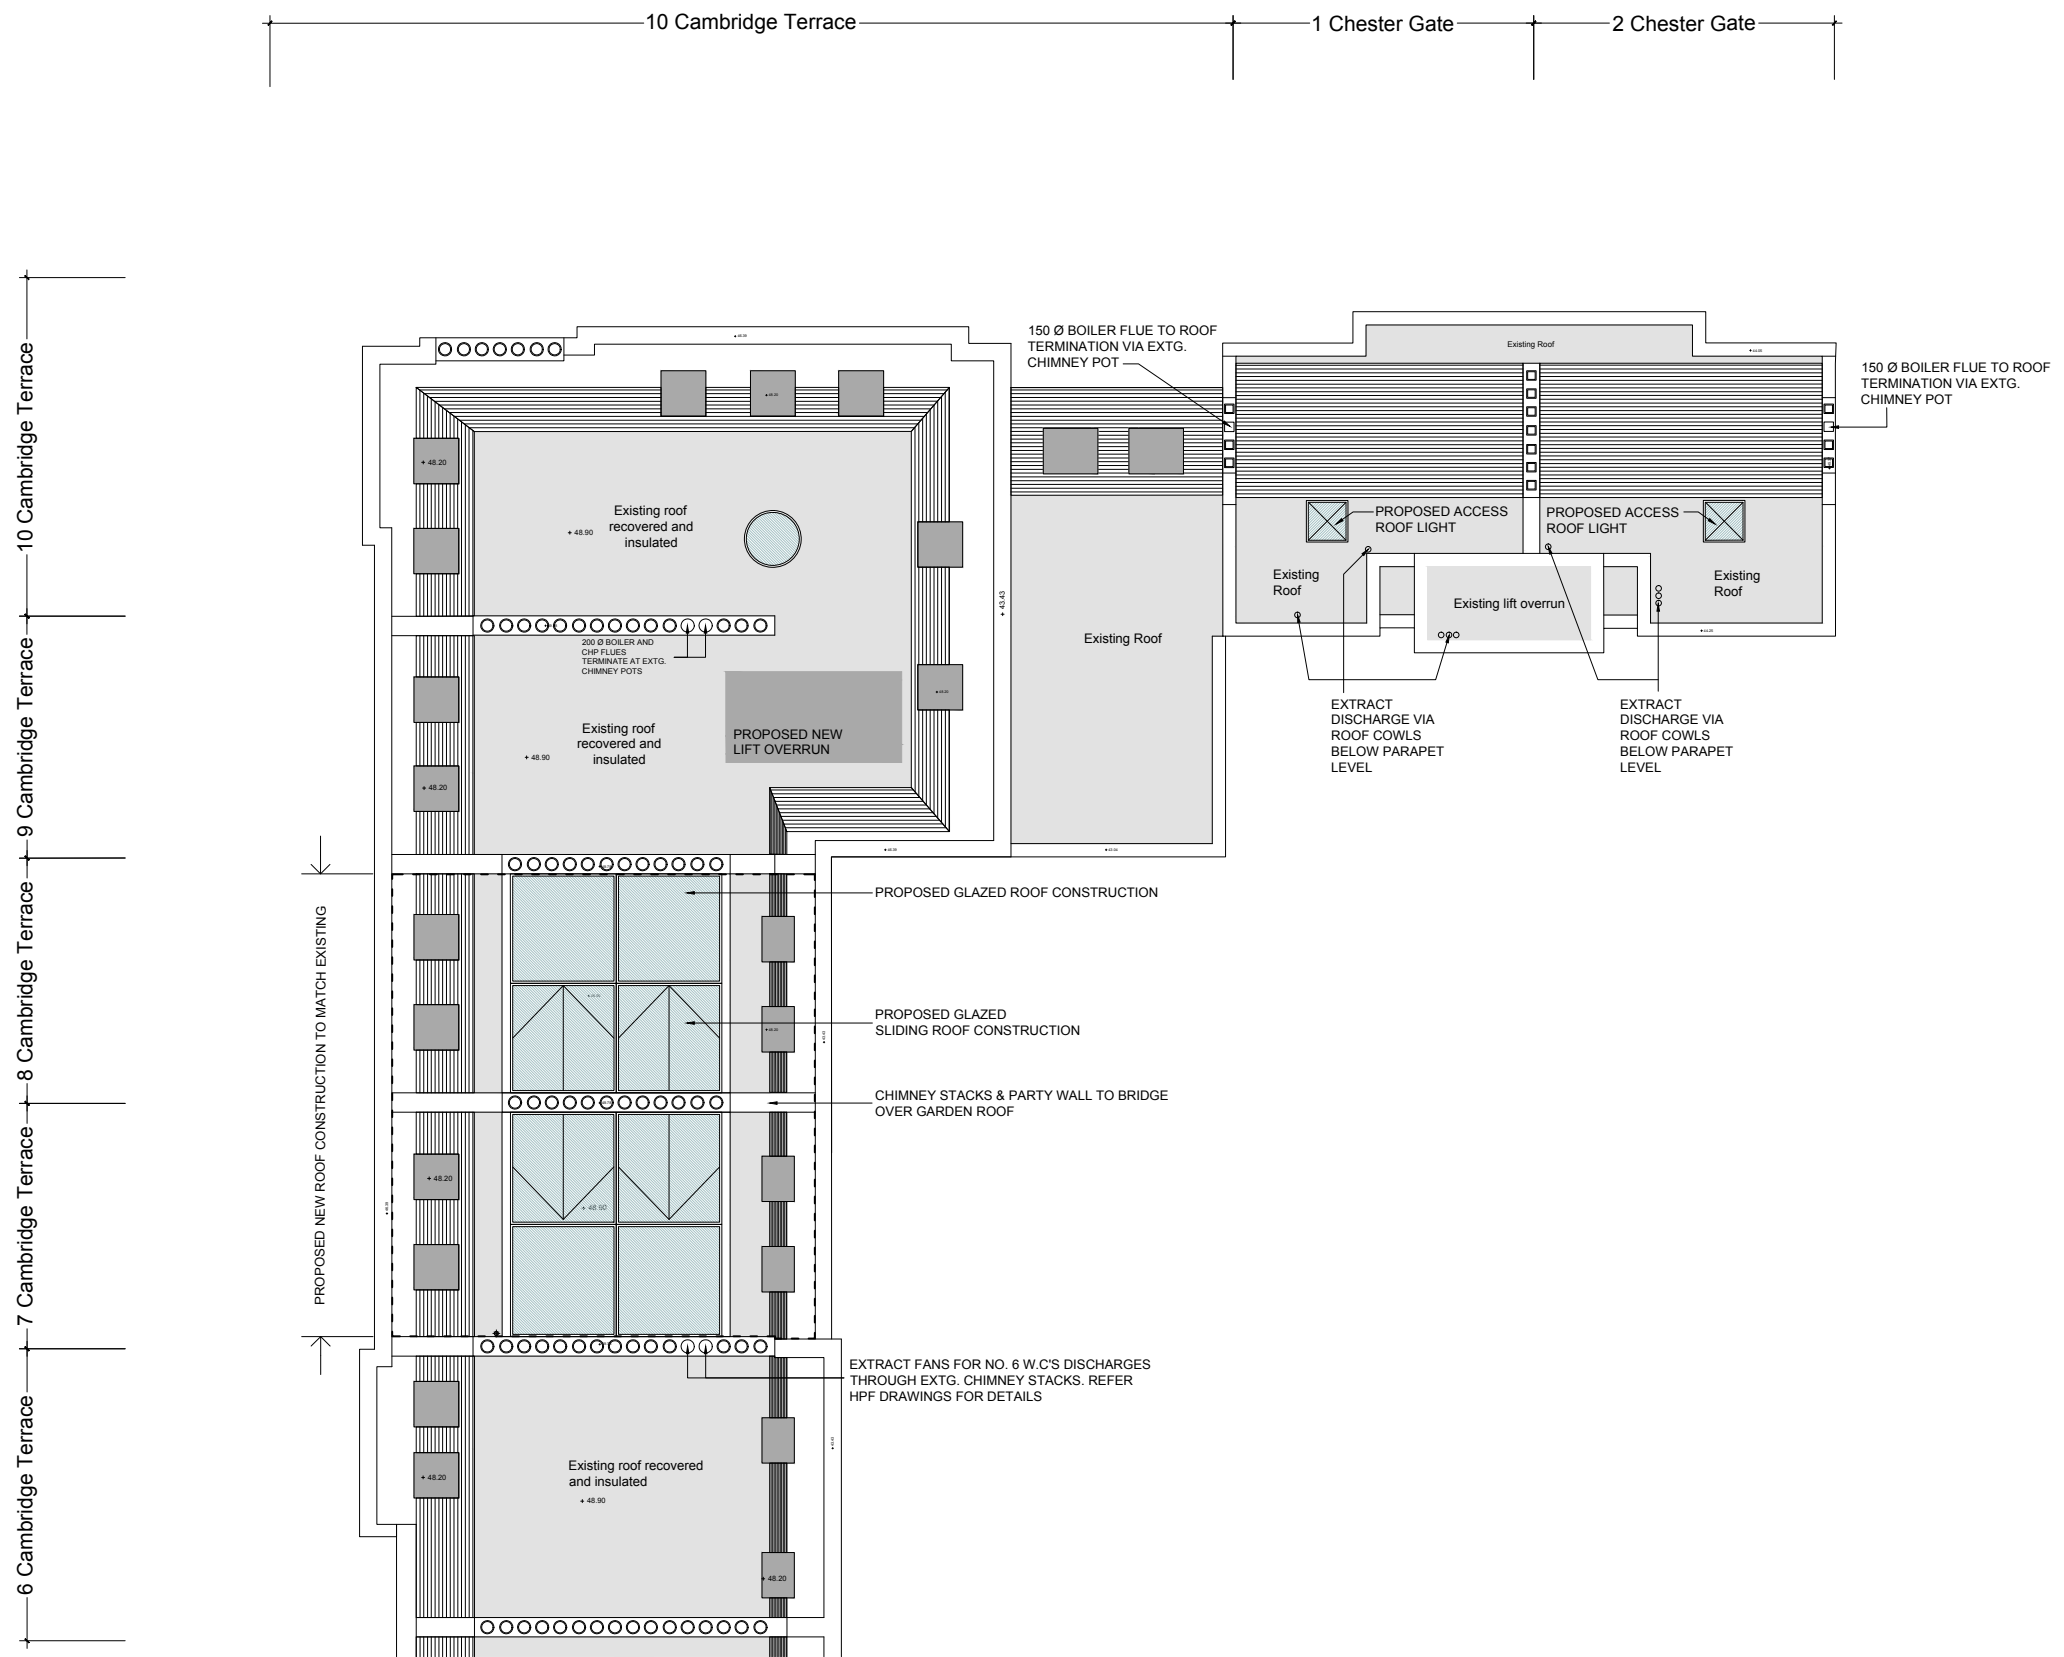 10 Cambridge Terrace
1 Chester Gate
2 Chester Gate
10 Cambridge Terrace
9 Cambridge Terrace
8 Cambridge Terrace
7 Cambridge Terrace
6 Cambridge Terrace
150 Ø BOILER FLUE TO ROOF
TERMINATION VIA EXTG.
CHIMNEY POT
Existing Roof
150 Ø BOILER FLUE TO ROOF
TERMINATION VIA EXTG.
CHIMNEY POT
+ 48.20
Existing roof
recovered and
insulated
+ 48.90
PROPOSED ACCESS
ROOF LIGHT
PROPOSED ACCESS
ROOF LIGHT
Existing
Roof
Existing lift overrun
Existing
Roof
+ 43.43
Existing Roof
200 Ø BOILER AND
CHP FLUES
TERMINATE AT EXTG.
CHIMNEY POTS
EXTRACT
DISCHARGE VIA
ROOF COWLS
BELOW PARAPET
LEVEL
EXTRACT
DISCHARGE VIA
ROOF COWLS
BELOW PARAPET
LEVEL
Existing roof
recovered and
insulated
+ 48.90
PROPOSED NEW
LIFT OVERRUN
+ 48.20
PROPOSED NEW ROOF CONSTRUCTION TO MATCH EXISTING
PROPOSED GLAZED ROOF CONSTRUCTION
PROPOSED GLAZED
SLIDING ROOF CONSTRUCTION
CHIMNEY STACKS & PARTY WALL TO BRIDGE
OVER GARDEN ROOF
+ 48.20
+ 48.90
EXTRACT FANS FOR NO. 6 W.C'S DISCHARGES
THROUGH EXTG. CHIMNEY STACKS. REFER
HPF DRAWINGS FOR DETAILS
Existing roof recovered
and insulated
+ 48.20
+ 48.90
+ 48.20